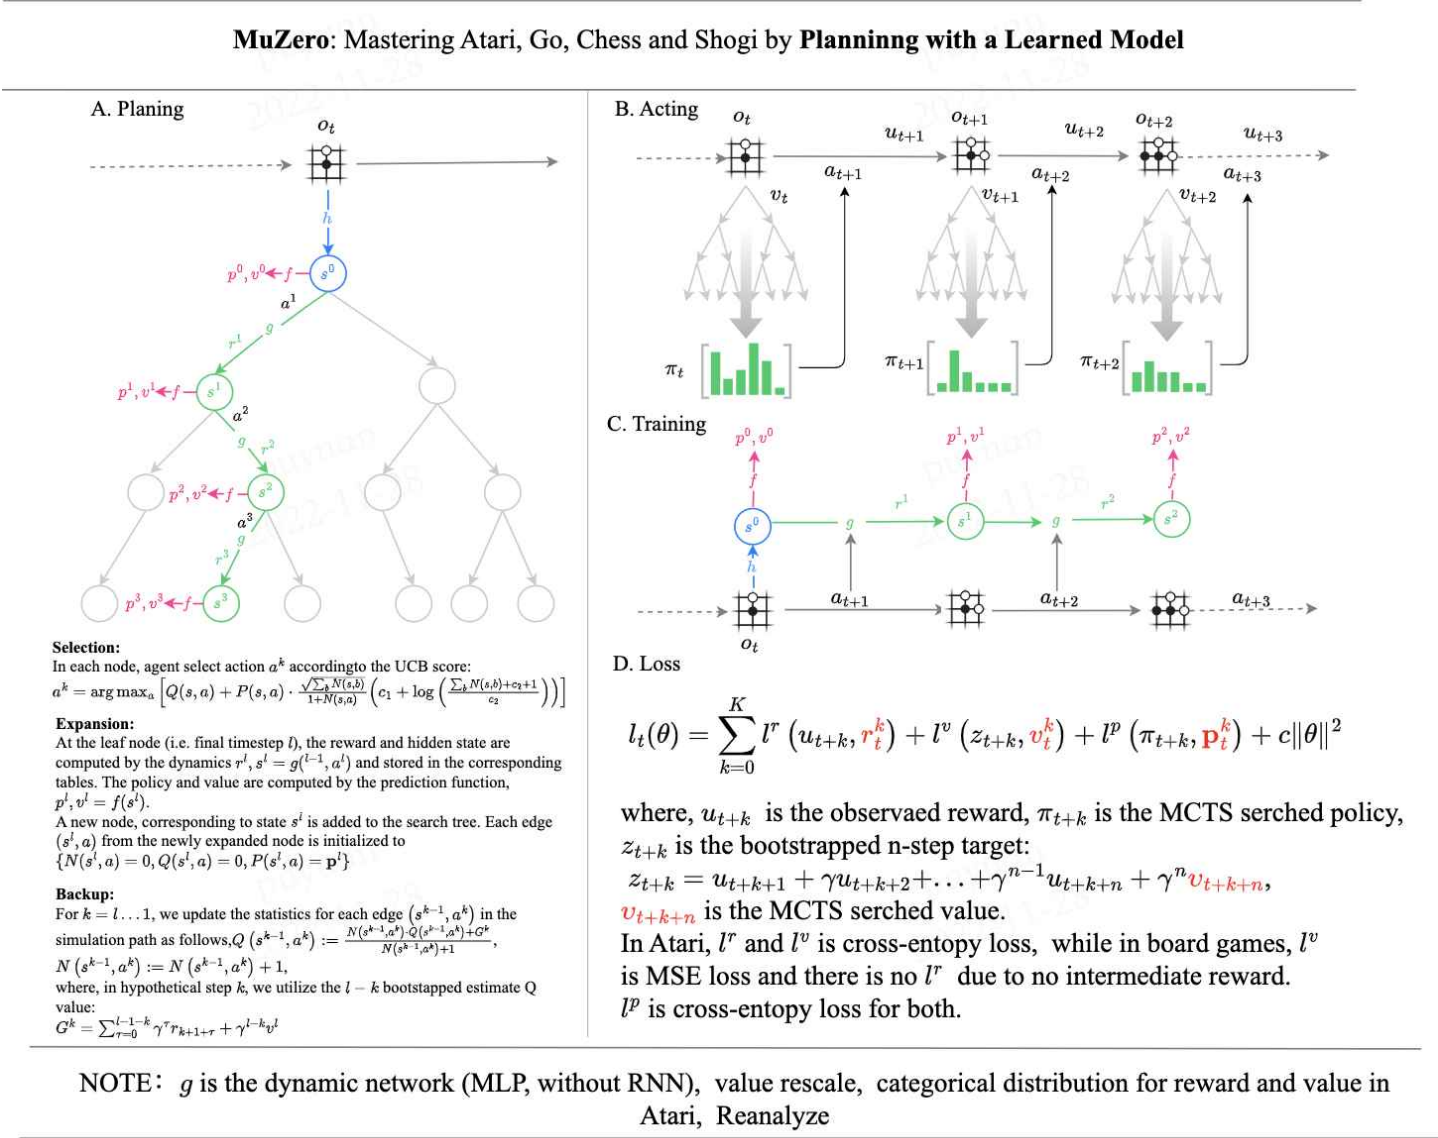 MuZero: Mastering Atari, Go, Chess and Shogi by Planninng with a Learned Model
A. Planing
o_t
h
p^0, v^0 f s^0
a^1
g
r^1
p^1, v^1 f s^1
a^2
g r^2
p^2, v^2 f s^2
a^3
g
r^3
p^3, v^3 f s^3
Selection:
In each node, agent select action a^k accordingto the UCB score:
a^k = arg max_a [Q(s, a) + P(s, a) · √(∑_b N(s,b)) / (1+N(s,a)) (c_1 + log ((∑_b N(s,b)+c_2+1) / c_2))]
Expansion:
At the leaf node (i.e. final timestep l), the reward and hidden state are
computed by the dynamics r^l, s^l = g(^{l−1}, a^l) and stored in the corresponding
tables. The policy and value are computed by the prediction function,
p^l, v^l = f(s^l).
A new node, corresponding to state s^l is added to the search tree. Each edge
(s^l, a) from the newly expanded node is initialized to
{N(s^l, a) = 0, Q(s^l, a) = 0, P(s^l, a) = p^l}
Backup:
For k = l . . . 1, we update the statistics for each edge (s^{k−1}, a^k) in the
simulation path as follows,Q (s^{k−1}, a^k) := (N(s^{k−1},a^k)·Q(s^{k−1},a^k)+G^k) / (N(s^{k−1},a^k)+1),
N (s^{k−1}, a^k) := N (s^{k−1}, a^k) + 1,
where, in hypothetical step k, we utilize the l − k bootstapped estimate Q
value:
G^k = ∑_{τ=0}^{l−1−k} γ^τ r_{k+1+τ} + γ^{l−k} v^l
B. Acting
o_t o_{t+1} o_{t+2}
u_{t+1} u_{t+2} u_{t+3}
a_{t+1} a_{t+2} a_{t+3}
v_t v_{t+1} v_{t+2}
π_t π_{t+1} π_{t+2}
C. Training
p^0, v^0 p^1, v^1 p^2, v^2
f f f
s^0 g r^1 s^1 g r^2 s^2
h
a_{t+1} a_{t+2} a_{t+3}
o_t
D. Loss
l_t(θ) = ∑_{k=0}^{K} l^r (u_{t+k}, r_t^k) + l^v (z_{t+k}, v_t^k) + l^p (π_{t+k}, p_t^k) + c||θ||^2
where, u_{t+k} is the observaed reward, π_{t+k} is the MCTS serched policy,
z_{t+k} is the bootstrapped n-step target:
z_{t+k} = u_{t+k+1} + γu_{t+k+2}+. . . +γ^{n−1}u_{t+k+n} + γ^n v_{t+k+n},
v_{t+k+n} is the MCTS serched value.
In Atari, l^r and l^v is cross-entopy loss, while in board games, l^v
is MSE loss and there is no l^r due to no intermediate reward.
l^p is cross-entopy loss for both.
NOTE: g is the dynamic network (MLP, without RNN), value rescale, categorical distribution for reward and value in
Atari, Reanalyze